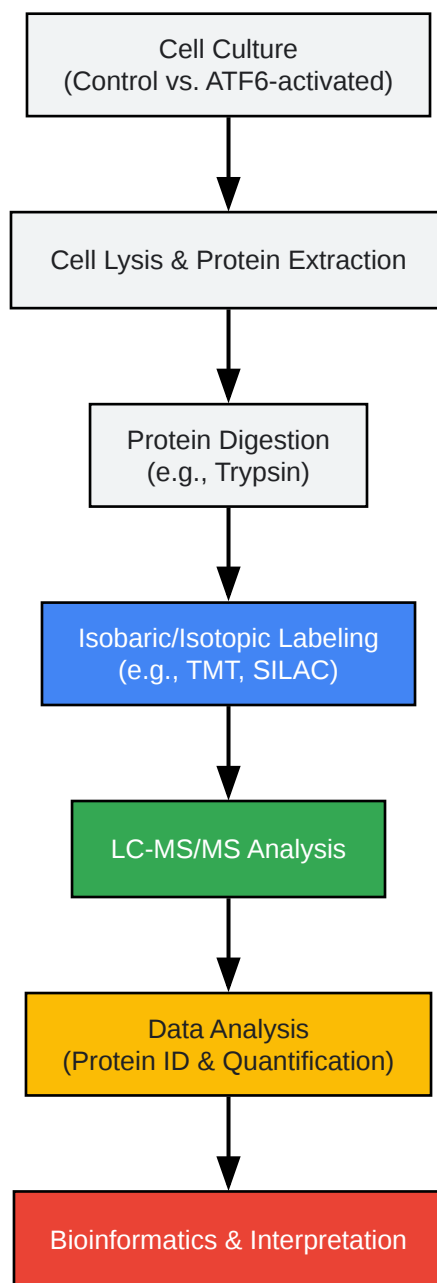 Cell Culture
(Control vs. ATF6-activated)
Cell Lysis & Protein Extraction
Protein Digestion
(e.g., Trypsin)
Isobaric/Isotopic Labeling
(e.g., TMT, SILAC)
LC-MS/MS Analysis
Data Analysis
(Protein ID & Quantification)
Bioinformatics & Interpretation